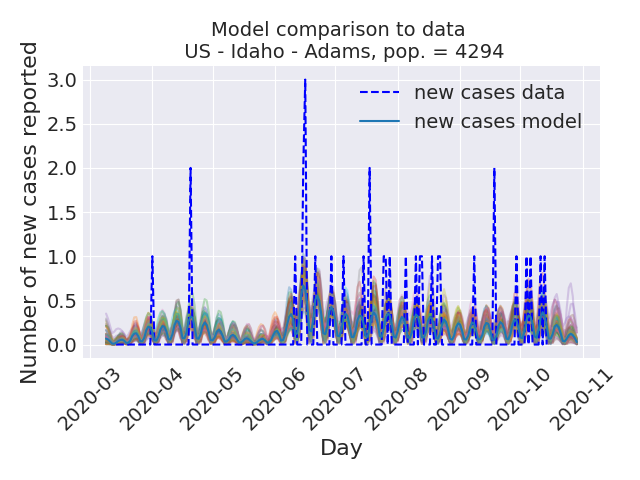 Model comparison to data
US - Idaho - Adams, pop. = 4294
Number of new cases reported
3.0
2.5
2.0
1.5
1.0
0.5
0.0
new cases data
new cases model
2020-03
2020-04
2020-05
2020-06
2020-07
2020-08
2020-09
2020-10
2020-11
Day